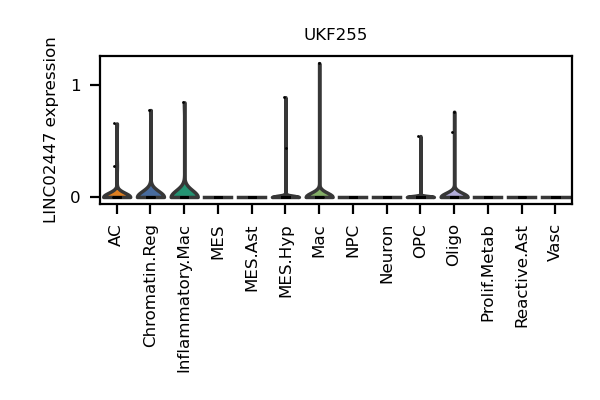 UKF255
LINC02447 expression
1
0
AC
Chromatin.Reg
Inflammatory.Mac
MES
MES.Ast
MES.Hyp
Mac
NPC
Neuron
OPC
Oligo
Prolif.Metab
Reactive.Ast
Vasc